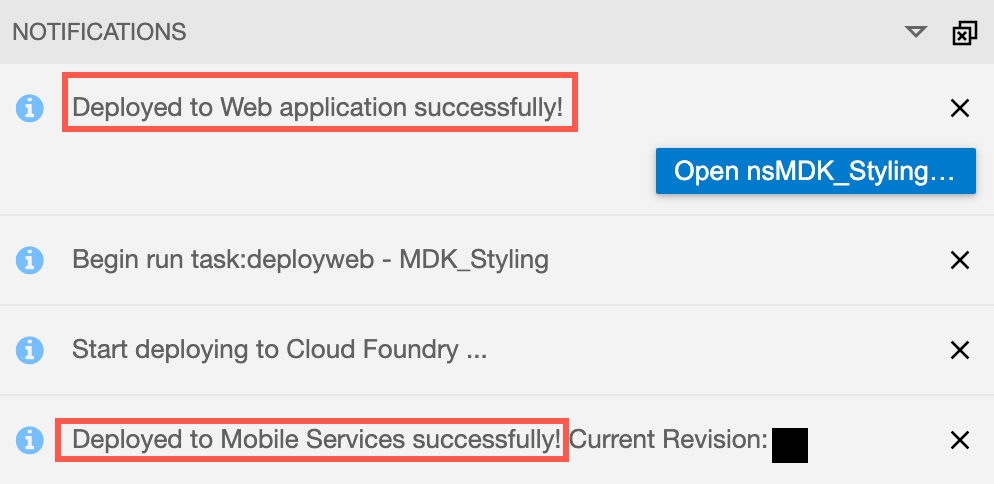 NOTIFICATIONS
Deployed to Web application successfully!
Open nsMDK_Styling...
Begin run task:deployweb - MDK_Styling
Start deploying to Cloud Foundry ...
Deployed to Mobile Services successfully! Current Revision: